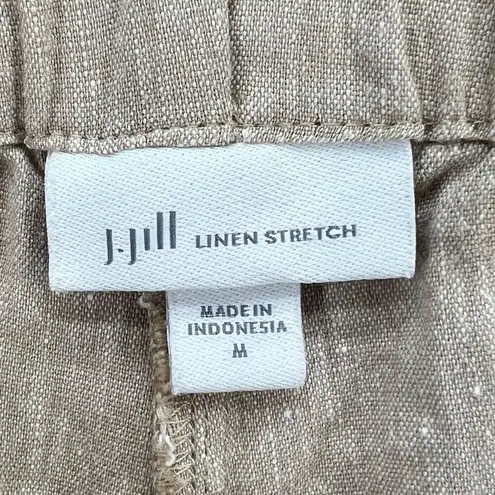 J.Jill LINEN STRETCH
MADE IN
INDONESIA
M